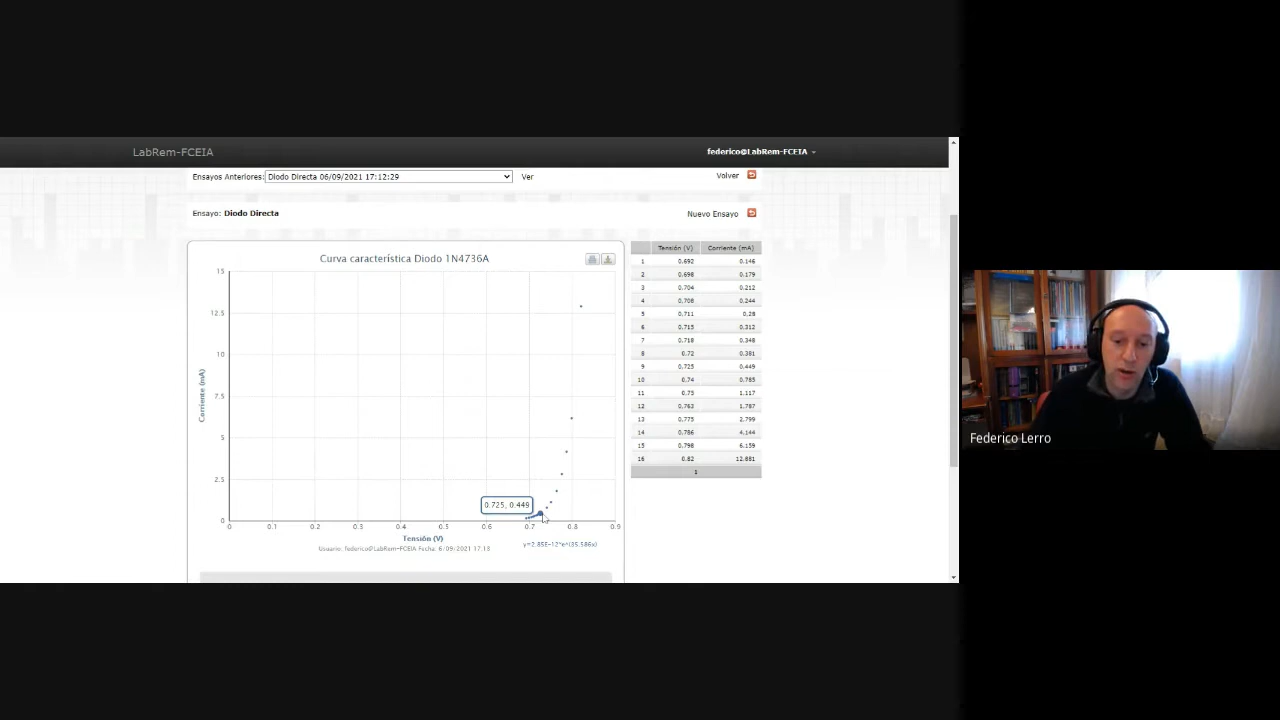 LabRem-FCEIA
federico@LabRem-FCEIA
Ensayos Anteriores: Diodo Directa 06/09/2021 17:12:29
Ver
Volver
Ensayo: Diodo Directa
Nuevo Ensayo
Curva característica Diodo 1N4736A
15
12.5
10
7.5
5
2.5
0
Corriente (mA)
0.725, 0.449
0 0.1 0.2 0.3 0.4 0.5 0.6 0.7 0.8 0.9
Tensión (V)
Usuario: federico@LabRem-FCEIA Fecha: 6/09/2021 17:13
y=2.85E-12*e^(35.586x)
Tensión (V) Corriente (mA)
1 0.692 0.146
2 0.698 0.179
3 0.704 0.212
4 0.708 0.244
5 0.711 0.28
6 0.715 0.312
7 0.718 0.348
8 0.72 0.381
9 0.725 0.449
10 0.74 0.785
11 0.75 1.117
12 0.763 1.787
13 0.775 2.799
14 0.786 4.144
15 0.798 6.159
16 0.82 12.881
1
Federico Lerro